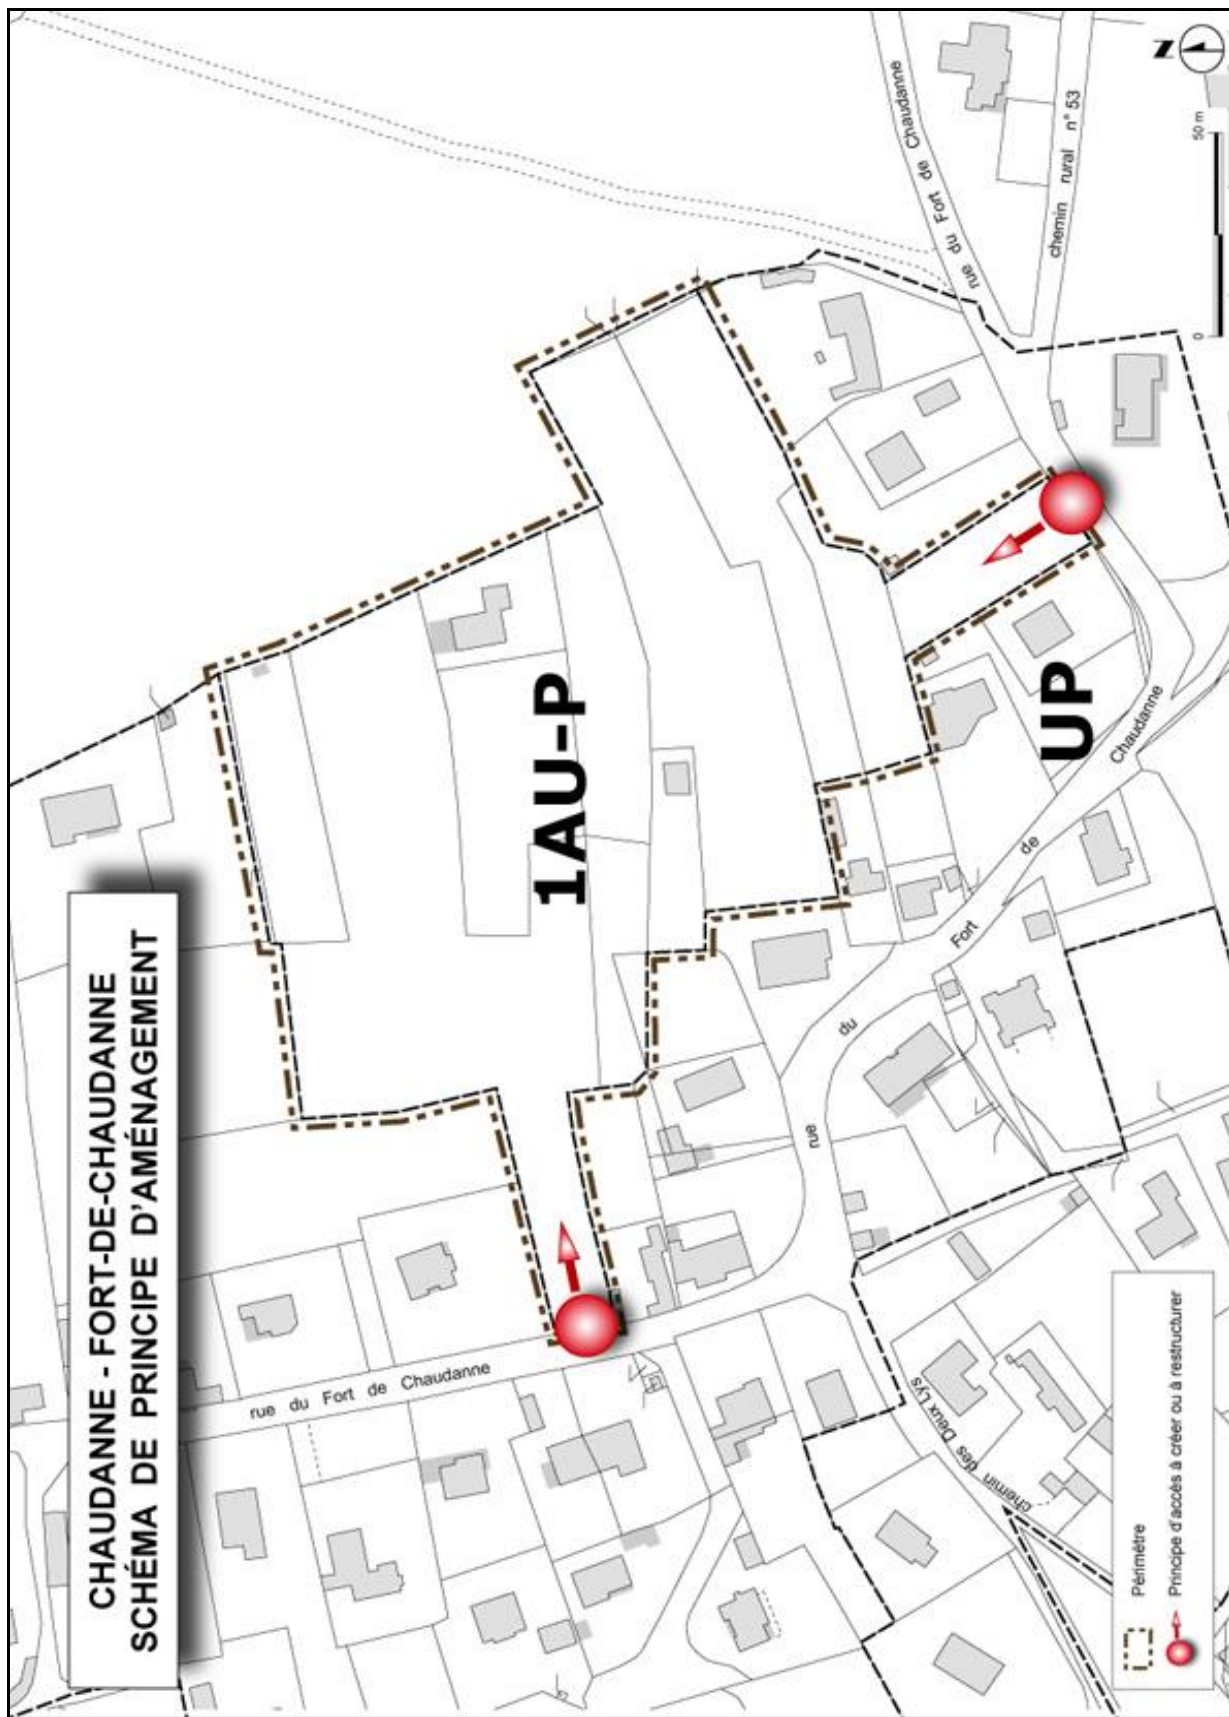 CHAUDANNE - FORT-DE-CHAUDANNE
SCHÉMA DE PRINCIPE D'AMÉNAGEMENT
N
0
50 m
rue du Fort de Chaudanne
chemin rural n° 53
1AU-P
UP
rue du Fort de Chaudanne
rue du Fort de Chaudanne
chemin des Deux Lys
Périmètre
Principe d'accès à créer ou à restructurer